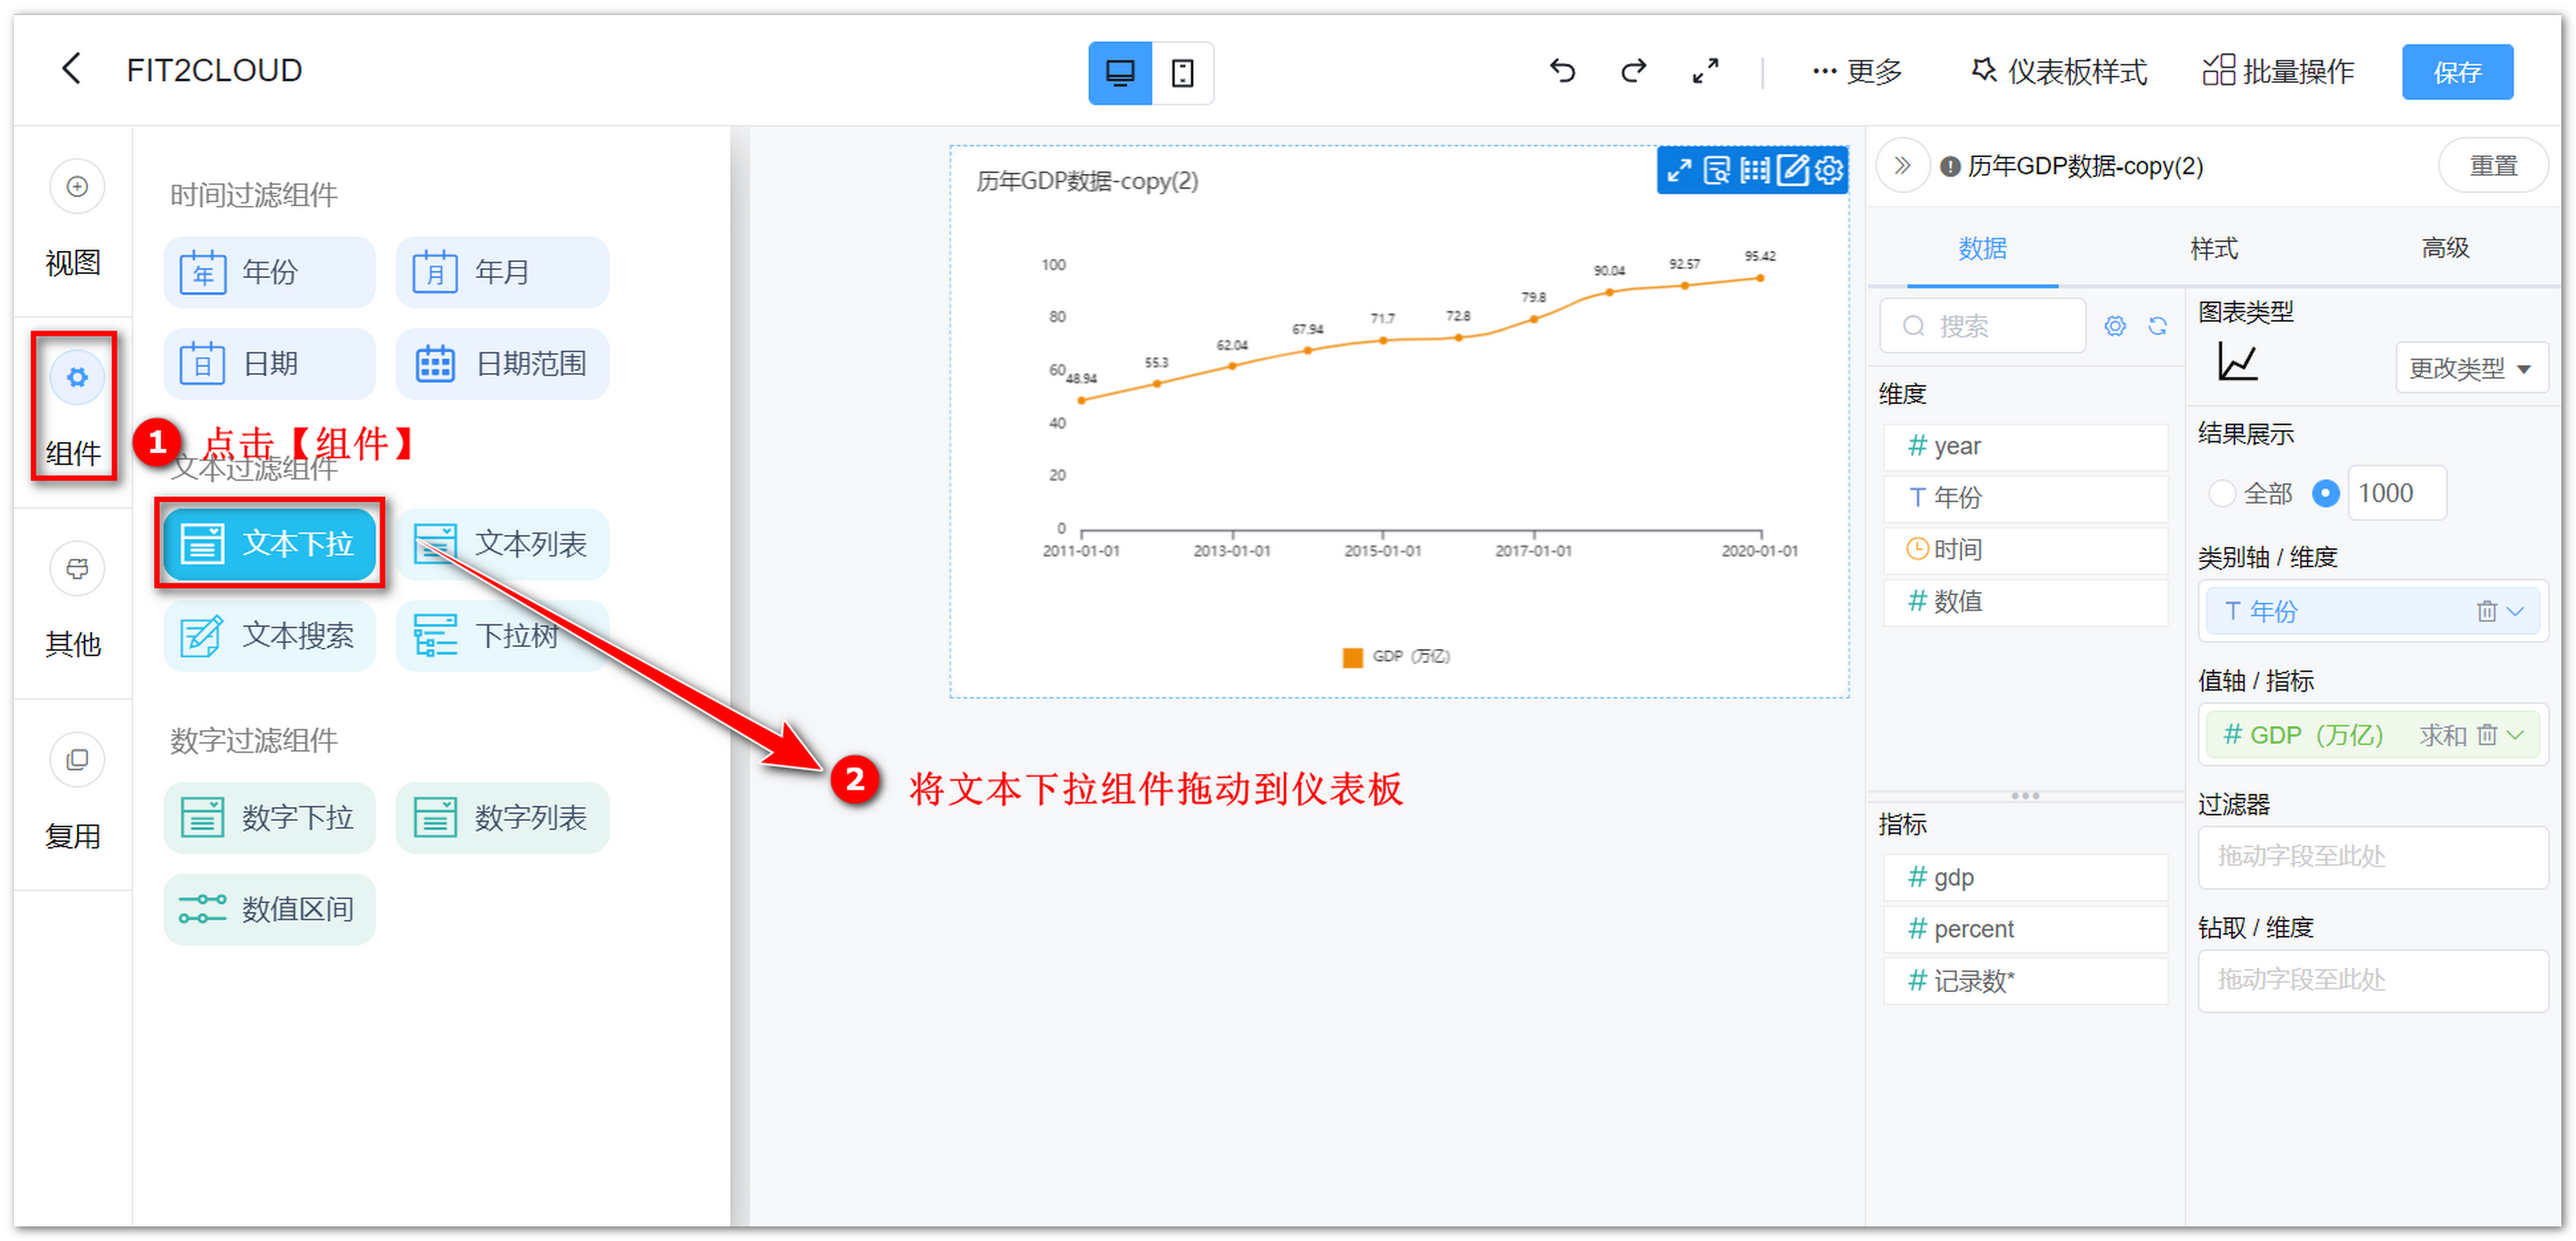 FIT2CLOUD
更多
仪表板样式
批量操作
保存
视图
组件
其他
复用
时间过滤组件
年 年份
月 年月
日 日期
日期范围
1 点击【组件】
文本过滤组件
文本下拉
文本列表
文本搜索
下拉树
数字过滤组件
数字下拉
数字列表
数值区间
2 将文本下拉组件拖动到仪表板
历年GDP数据-copy(2)
100
80
60
40
20
0
48.94
55.3
62.04
67.94
71.7
72.8
79.8
90.04
92.57
95.42
2011-01-01
2013-01-01
2015-01-01
2017-01-01
2020-01-01
GDP（万亿）
历年GDP数据-copy(2)
重置
数据
样式
高级
搜索
维度
# year
T 年份
时间
# 数值
指标
# gdp
# percent
# 记录数*
图表类型
更改类型
结果展示
全部
1000
类别轴 / 维度
T 年份
值轴 / 指标
# GDP（万亿） 求和
过滤器
拖动字段至此处
钻取 / 维度
拖动字段至此处